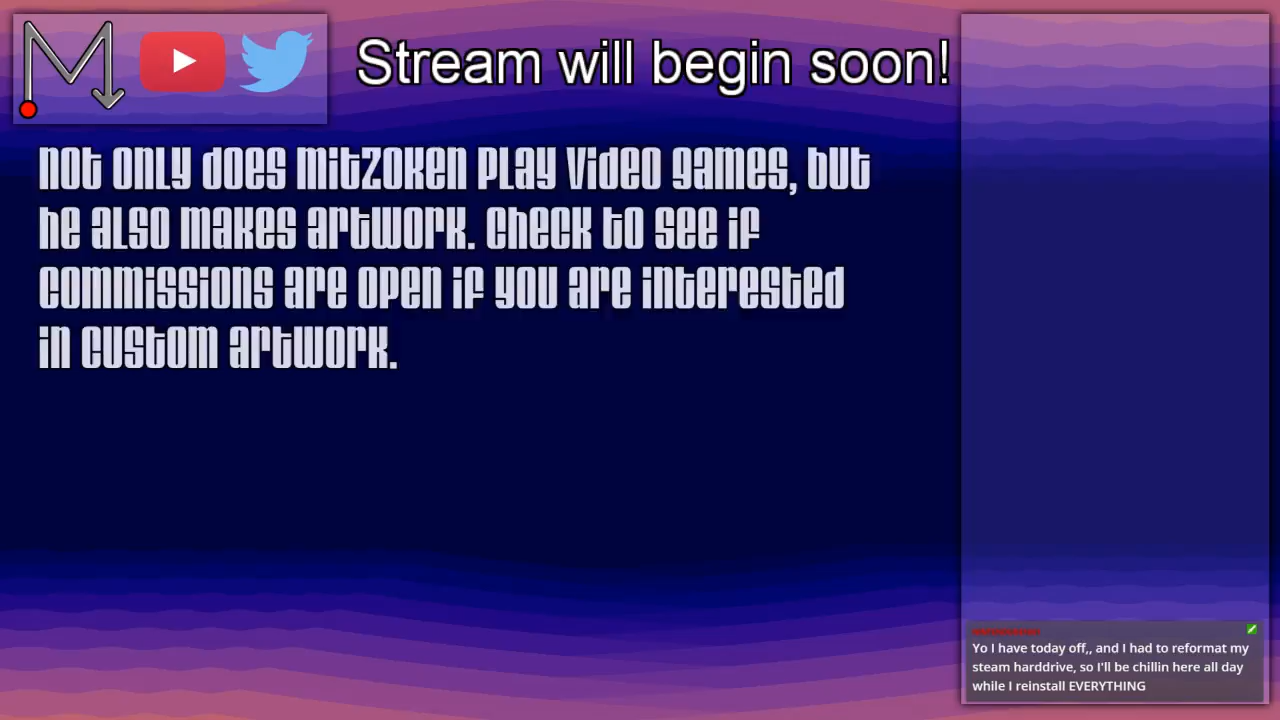 Stream will begin soon!
Not only does Mitzoken play video games, but
he also makes artwork. Check to see if
commissions are open if you are interested
in custom artwork.
Yo I have today off,, and I had to reformat my
steam harddrive, so I'll be chillin here all day
while I reinstall EVERYTHING